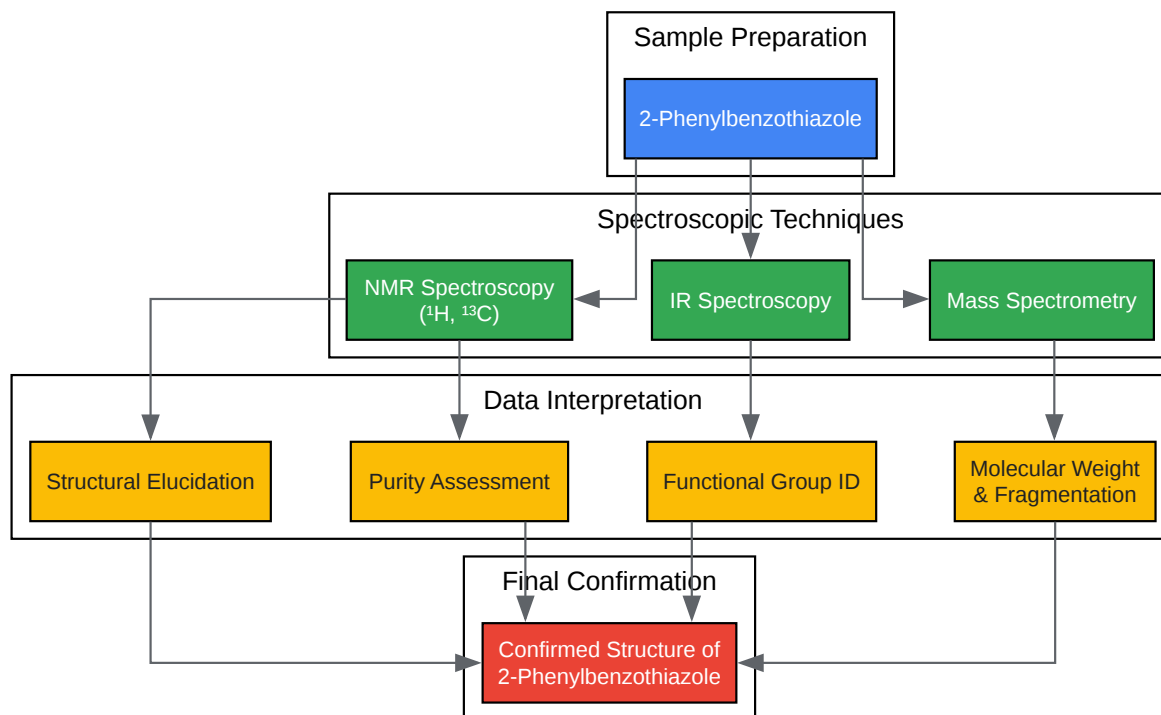 Sample Preparation
2-Phenylbenzothiazole
Spectroscopic Techniques
NMR Spectroscopy
(¹H, ¹³C)
IR Spectroscopy
Mass Spectrometry
Data Interpretation
Structural Elucidation
Purity Assessment
Functional Group ID
Molecular Weight
& Fragmentation
Final Confirmation
Confirmed Structure of
2-Phenylbenzothiazole